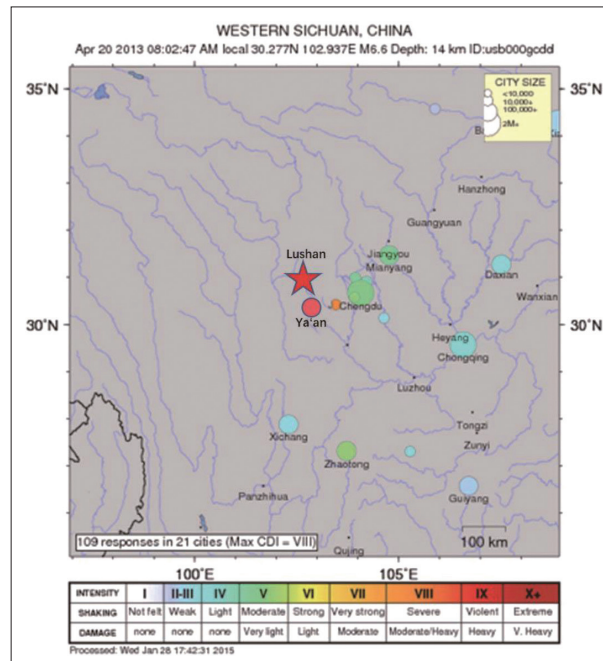 WESTERN SICHUAN, CHINA
Apr 20 2013 08:02:47 AM local 30.277N 102.937E M6.6 Depth: 14 km ID:usb000gcdd
35°N
CITY SIZE
<10,000
10,000+
100,000+
2M+
Hanzhong
Guangyuan
Lushan
Jiangyou
Mianyang
Daxian
Wanxian
Chengdu
30°N
Ya'an
Heyang
Chongqing
Luzhou
Tongzi
Xichang
Zunyi
Zhaotong
Guiyang
Panzhihua
109 responses in 21 cities (Max CDI = VIII)
Qujing
100 km
100°E 105°E
INTENSITY I II-III IV V VI VII VIII IX X+
SHAKING Not felt Weak Light Moderate Strong Very strong Severe Violent Extreme
DAMAGE none none none Very light Light Moderate Moderate/Heavy Heavy V. Heavy
Processed: Wed Jan 28 17:42:31 2015